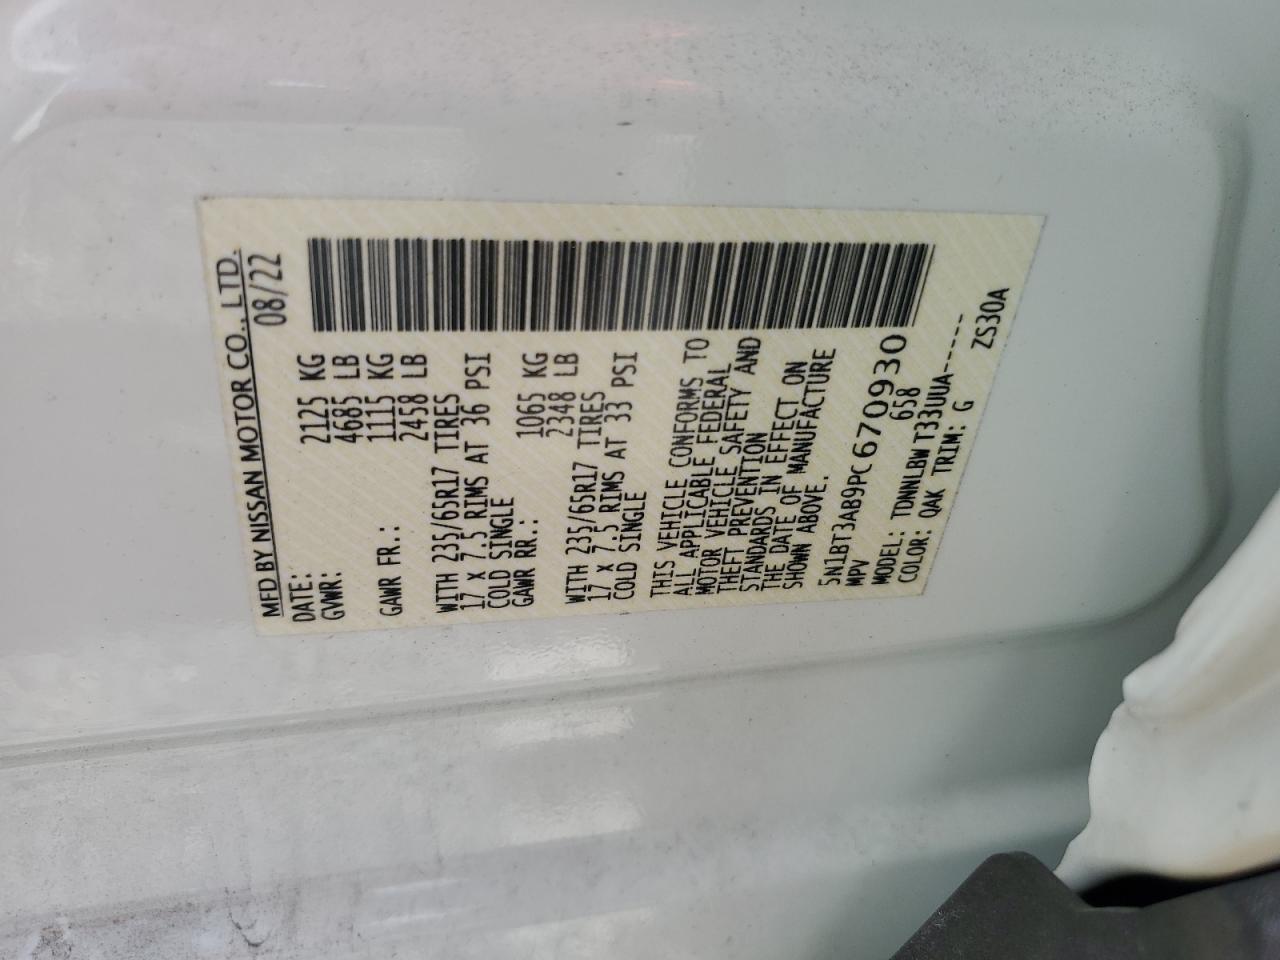 MFD BY NISSAN MOTOR CO., LTD.
DATE: 08/22
GVWR: 2125 KG
4685 LB
GAWR FR.: 1115 KG
2458 LB
WITH 235/65R17 TIRES
17 X 7.5 RIMS AT 36 PSI
COLD SINGLE
GAWR RR.: 1065 KG
2348 LB
WITH 235/65R17 TIRES
17 X 7.5 RIMS AT 33 PSI
COLD SINGLE
THIS VEHICLE CONFORMS TO
ALL APPLICABLE FEDERAL
MOTOR VEHICLE SAFETY AND
THEFT PREVENTION
STANDARDS IN EFFECT ON
THE DATE OF MANUFACTURE
SHOWN ABOVE.
5N1BT3AB9PC670930
MPV 658
MODEL: TDNNLBW T33UUA------
COLOR: QAK TRIM: G ZS30A